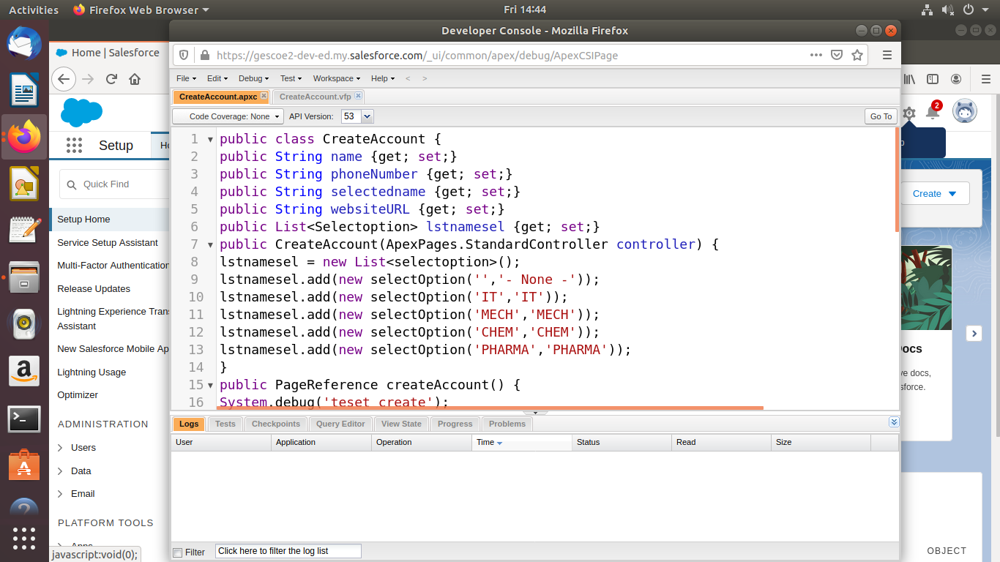 Activities
Firefox Web Browser
Fri 14:44
Developer Console - Mozilla Firefox
Home | Salesforce
https://gescoe2-dev-ed.my.salesforce.com/_ui/common/apex/debug/ApexCSIPage
File Edit Debug Test Workspace Help < >
CreateAccount.apxc CreateAccount.vfp
Code Coverage: None API Version: 53 Go To
1 public class CreateAccount {
2 public String name {get; set;}
3 public String phoneNumber {get; set;}
4 public String selectedname {get; set;}
5 public String websiteURL {get; set;}
6 public List<Selectoption> lstnamesel {get; set;}
7 public CreateAccount(ApexPages.StandardController controller) {
8 lstnamesel = new List<selectoption>();
9 lstnamesel.add(new selectOption('','- None -'));
10 lstnamesel.add(new selectOption('IT','IT'));
11 lstnamesel.add(new selectOption('MECH','MECH'));
12 lstnamesel.add(new selectOption('CHEM','CHEM'));
13 lstnamesel.add(new selectOption('PHARMA','PHARMA'));
14 }
15 public PageReference createAccount() {
16 System.debug('teset create');
Logs Tests Checkpoints Query Editor View State Progress Problems
User Application Operation Time Status Read Size
Filter Click here to filter the log list
Setup
Quick Find
Setup Home
Service Setup Assistant
Multi-Factor Authentication
Release Updates
Lightning Experience Tran
Assistant
New Salesforce Mobile Ap
Lightning Usage
Optimizer
ADMINISTRATION
Users
Data
Email
PLATFORM TOOLS
Apps
javascript:void(0);
2
Create
ocs
ve docs,
sforce.
OBJECT